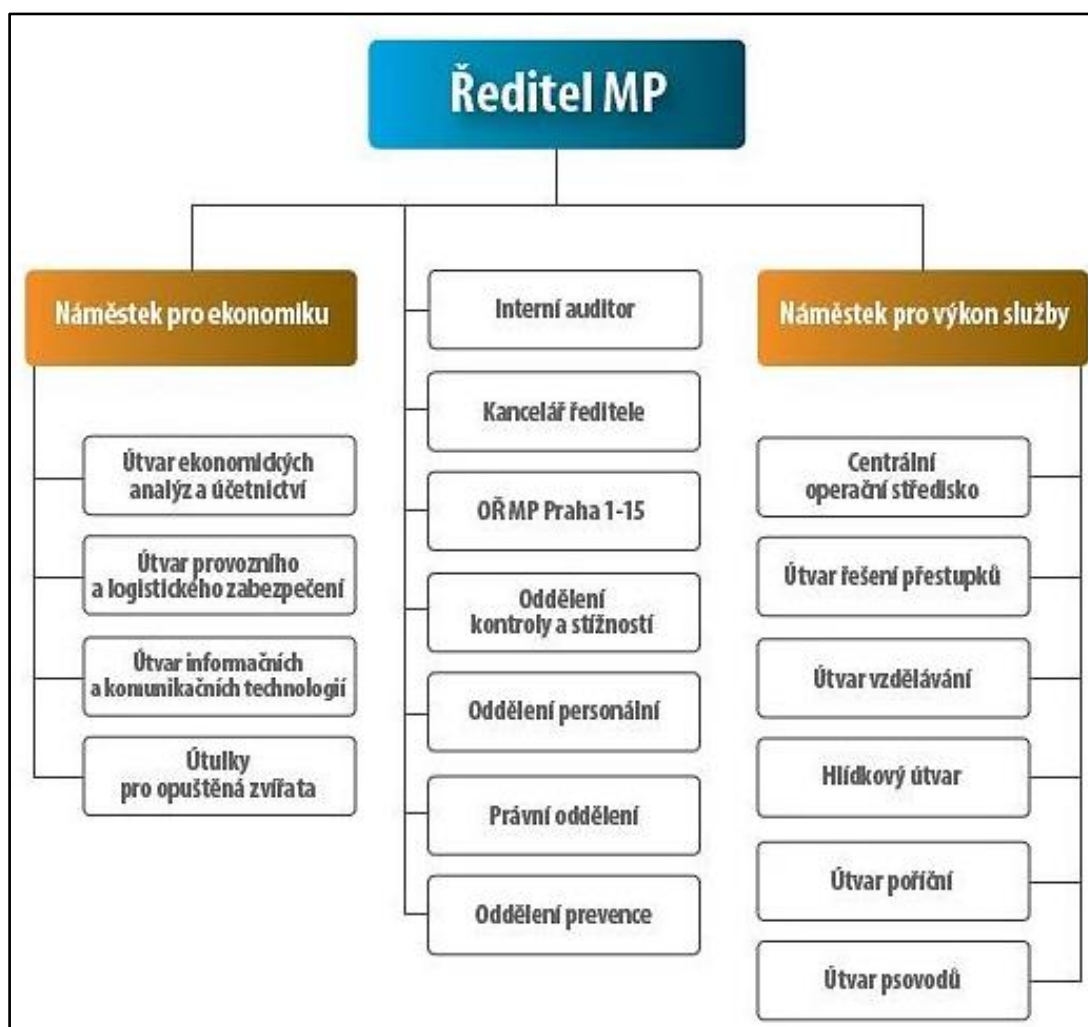 Ředitel MP
Náměstek pro ekonomiku
Útvar ekonomických
analýz a účetnictví
Útvar provozního
a logistického zabezpečení
Útvar informačních
a komunikačních technologií
Útulky
pro opuštěná zvířata
Interní auditor
Kancelář ředitele
OŘ MP Praha 1-15
Oddělení
kontroly a stížností
Oddělení personální
Právní oddělení
Oddělení prevence
Náměstek pro výkon služby
Centrální
operační středisko
Útvar řešení přestupků
Útvar vzdělávání
Hlídkový útvar
Útvar poříční
Útvar psovodů